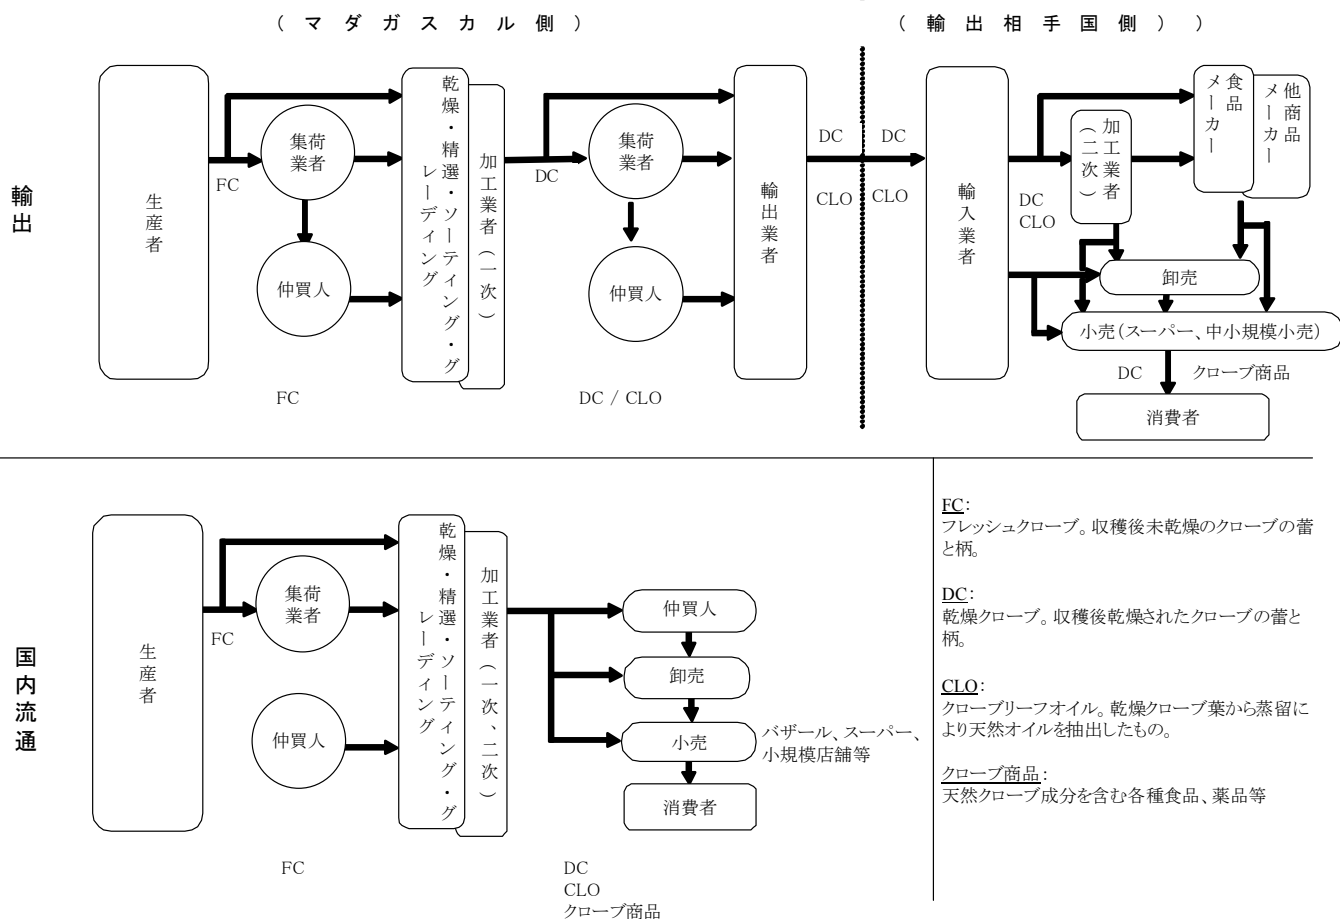 (マダガスカル側)
(輸出相手国側))
輸出
生産者
FC
集荷
業者
仲買人
FC
乾燥・精選・ソーティング・グ
レーディング
加工業者(一次)
DC
集荷
業者
仲買人
DC / CLO
輸出業者
DC
CLO
DC
CLO
輸入業者
DC
CLO
加工業者
(二次)
食品
メーカー
他商品
メーカー
卸売
小売(スーパー、中小規模小売)
DC
クローブ商品
消費者
国内流通
生産者
FC
集荷
業者
仲買人
FC
乾燥・精選・ソーティング・グ
レーディング
加工業者(一次、二次)
仲買人
卸売
小売
バザール、スーパー、
小規模店舗等
消費者
DC
CLO
クローブ商品
FC:
フレッシュクローブ。収穫後未乾燥のクローブの蕾
と柄。
DC:
乾燥クローブ。収穫後乾燥されたクローブの蕾と
柄。
CLO:
クローブリーフオイル。乾燥クローブ葉から蒸留に
より天然オイルを抽出したもの。
クローブ商品:
天然クローブ成分を含む各種食品、薬品等